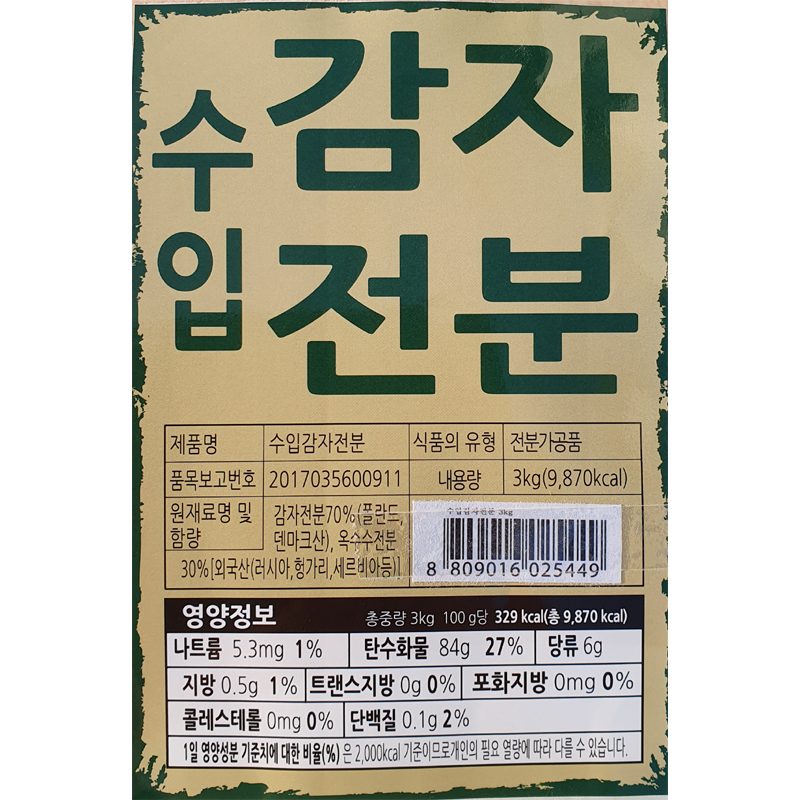 수입 감자
전분
제품명 수입감자전분 식품의 유형 전분가공품
품목보고번호 2017035600911 내용량 3kg(9,870kcal)
원재료명 및 함량 감자전분70%(폴란드,
덴마크산), 옥수수전분
30%[외국산(러시아,헝가리,세르비아등)]
수입감자전분 3kg
8 809016 025449
영양정보 총중량 3kg 100 g당 329 kcal(총 9,870 kcal)
나트륨 5.3mg 1% 탄수화물 84g 27% 당류 6g
지방 0.5g 1% 트랜스지방 0g 0% 포화지방 0mg 0%
콜레스테롤 0mg 0% 단백질 0.1g 2%
1일 영양성분 기준치에 대한 비율(%)은 2,000kcal 기준이므로개인의 필요 열량에 따라 다를 수 있습니다.